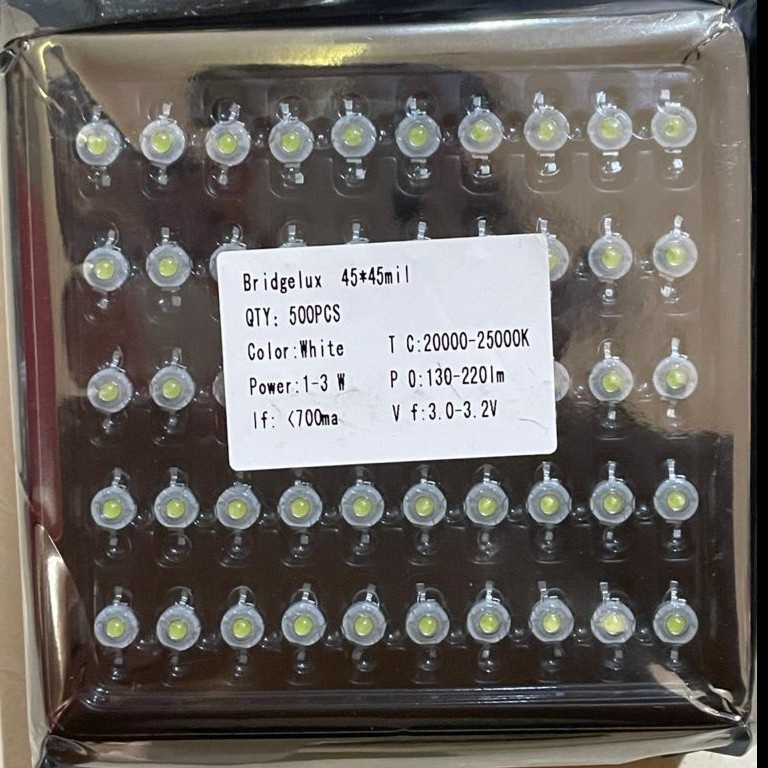 Bridgelux 45*45mil
QTY: 500PCS
Color:White T C:20000-25000K
Power:1-3 W P O:130-220lm
If: <700ma V f:3.0-3.2V